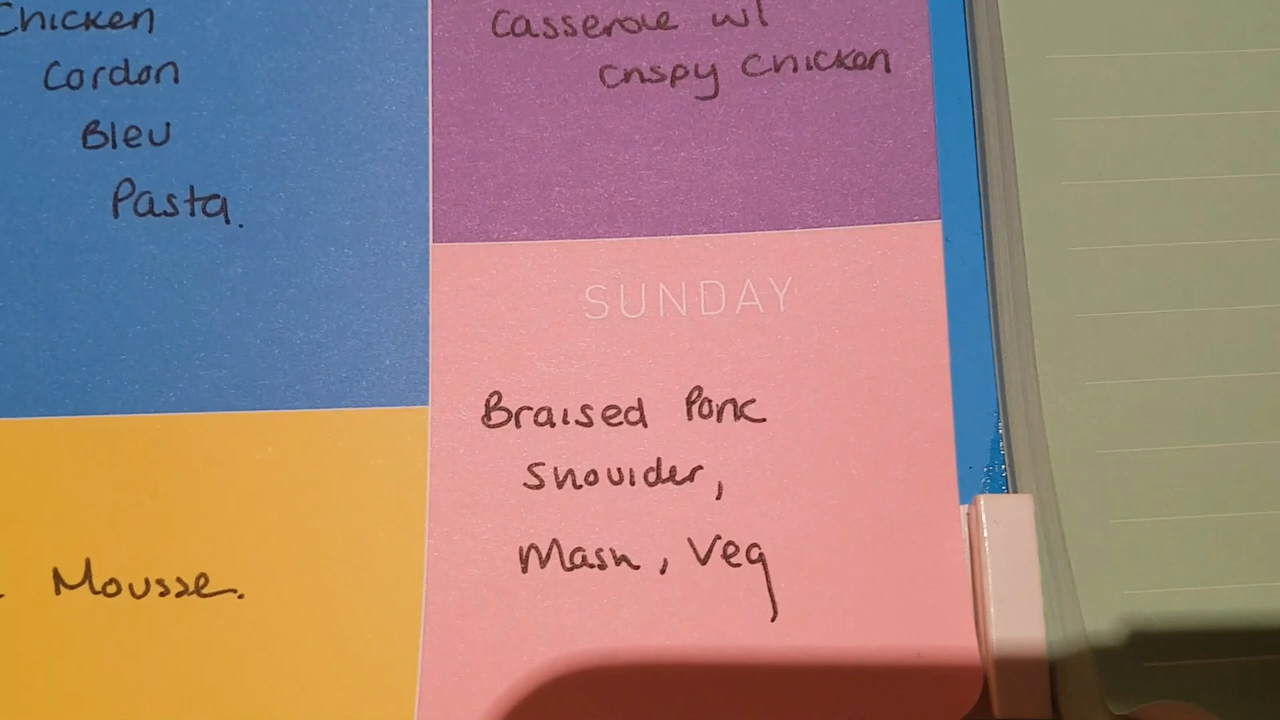 Chicken
Cordon
Bleu
Pasta.
Casserole w/
Crispy Chicken
SUNDAY
Braised Pork
Shoulder,
Mash, Veg
Mousse.